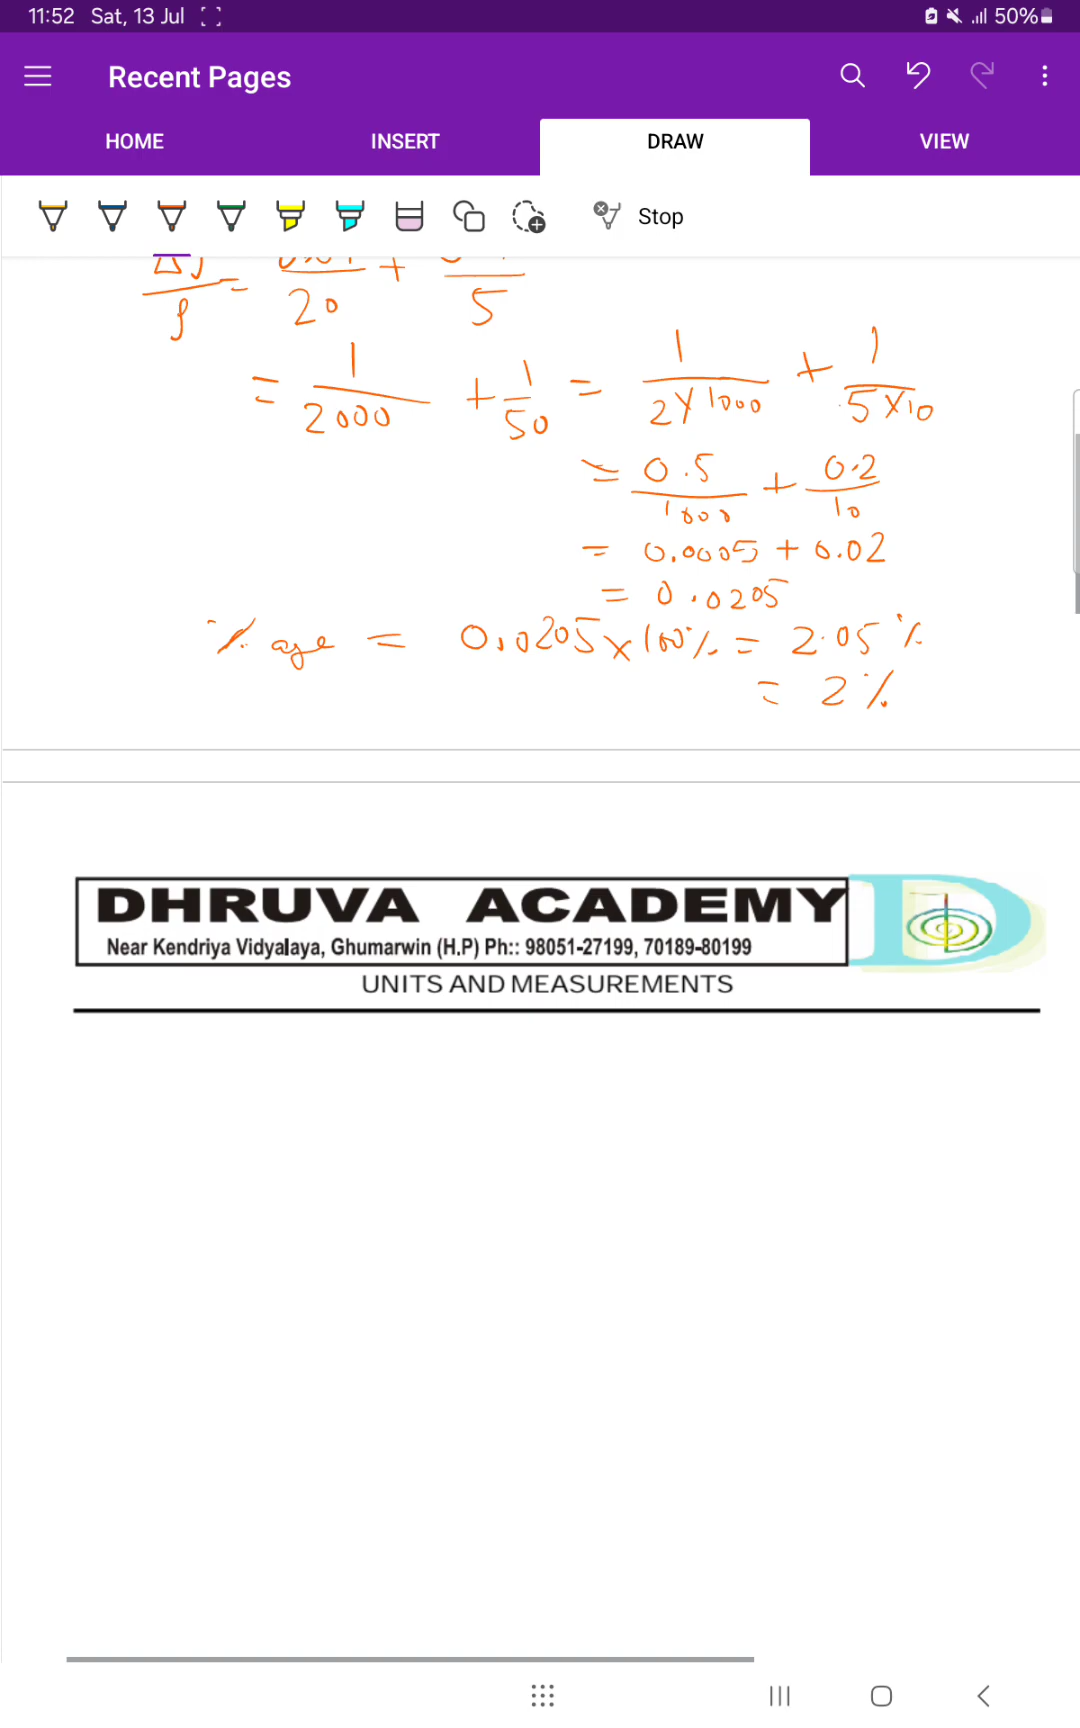 11:52 Sat, 13 Jul 50%
Recent Pages
HOME INSERT DRAW VIEW
Stop
Δρ/ρ = /20 + /5
= 1/2000 + 1/50 = 1/2×1000 + 1/5×10
= 0.5/1000 + 0.2/10
= 0.0005 + 0.02
= 0.0205
% age = 0.0205×100% = 2.05%
= 2%
DHRUVA ACADEMY
Near Kendriya Vidyalaya, Ghumarwin (H.P) Ph:: 98051-27199, 70189-80199
UNITS AND MEASUREMENTS